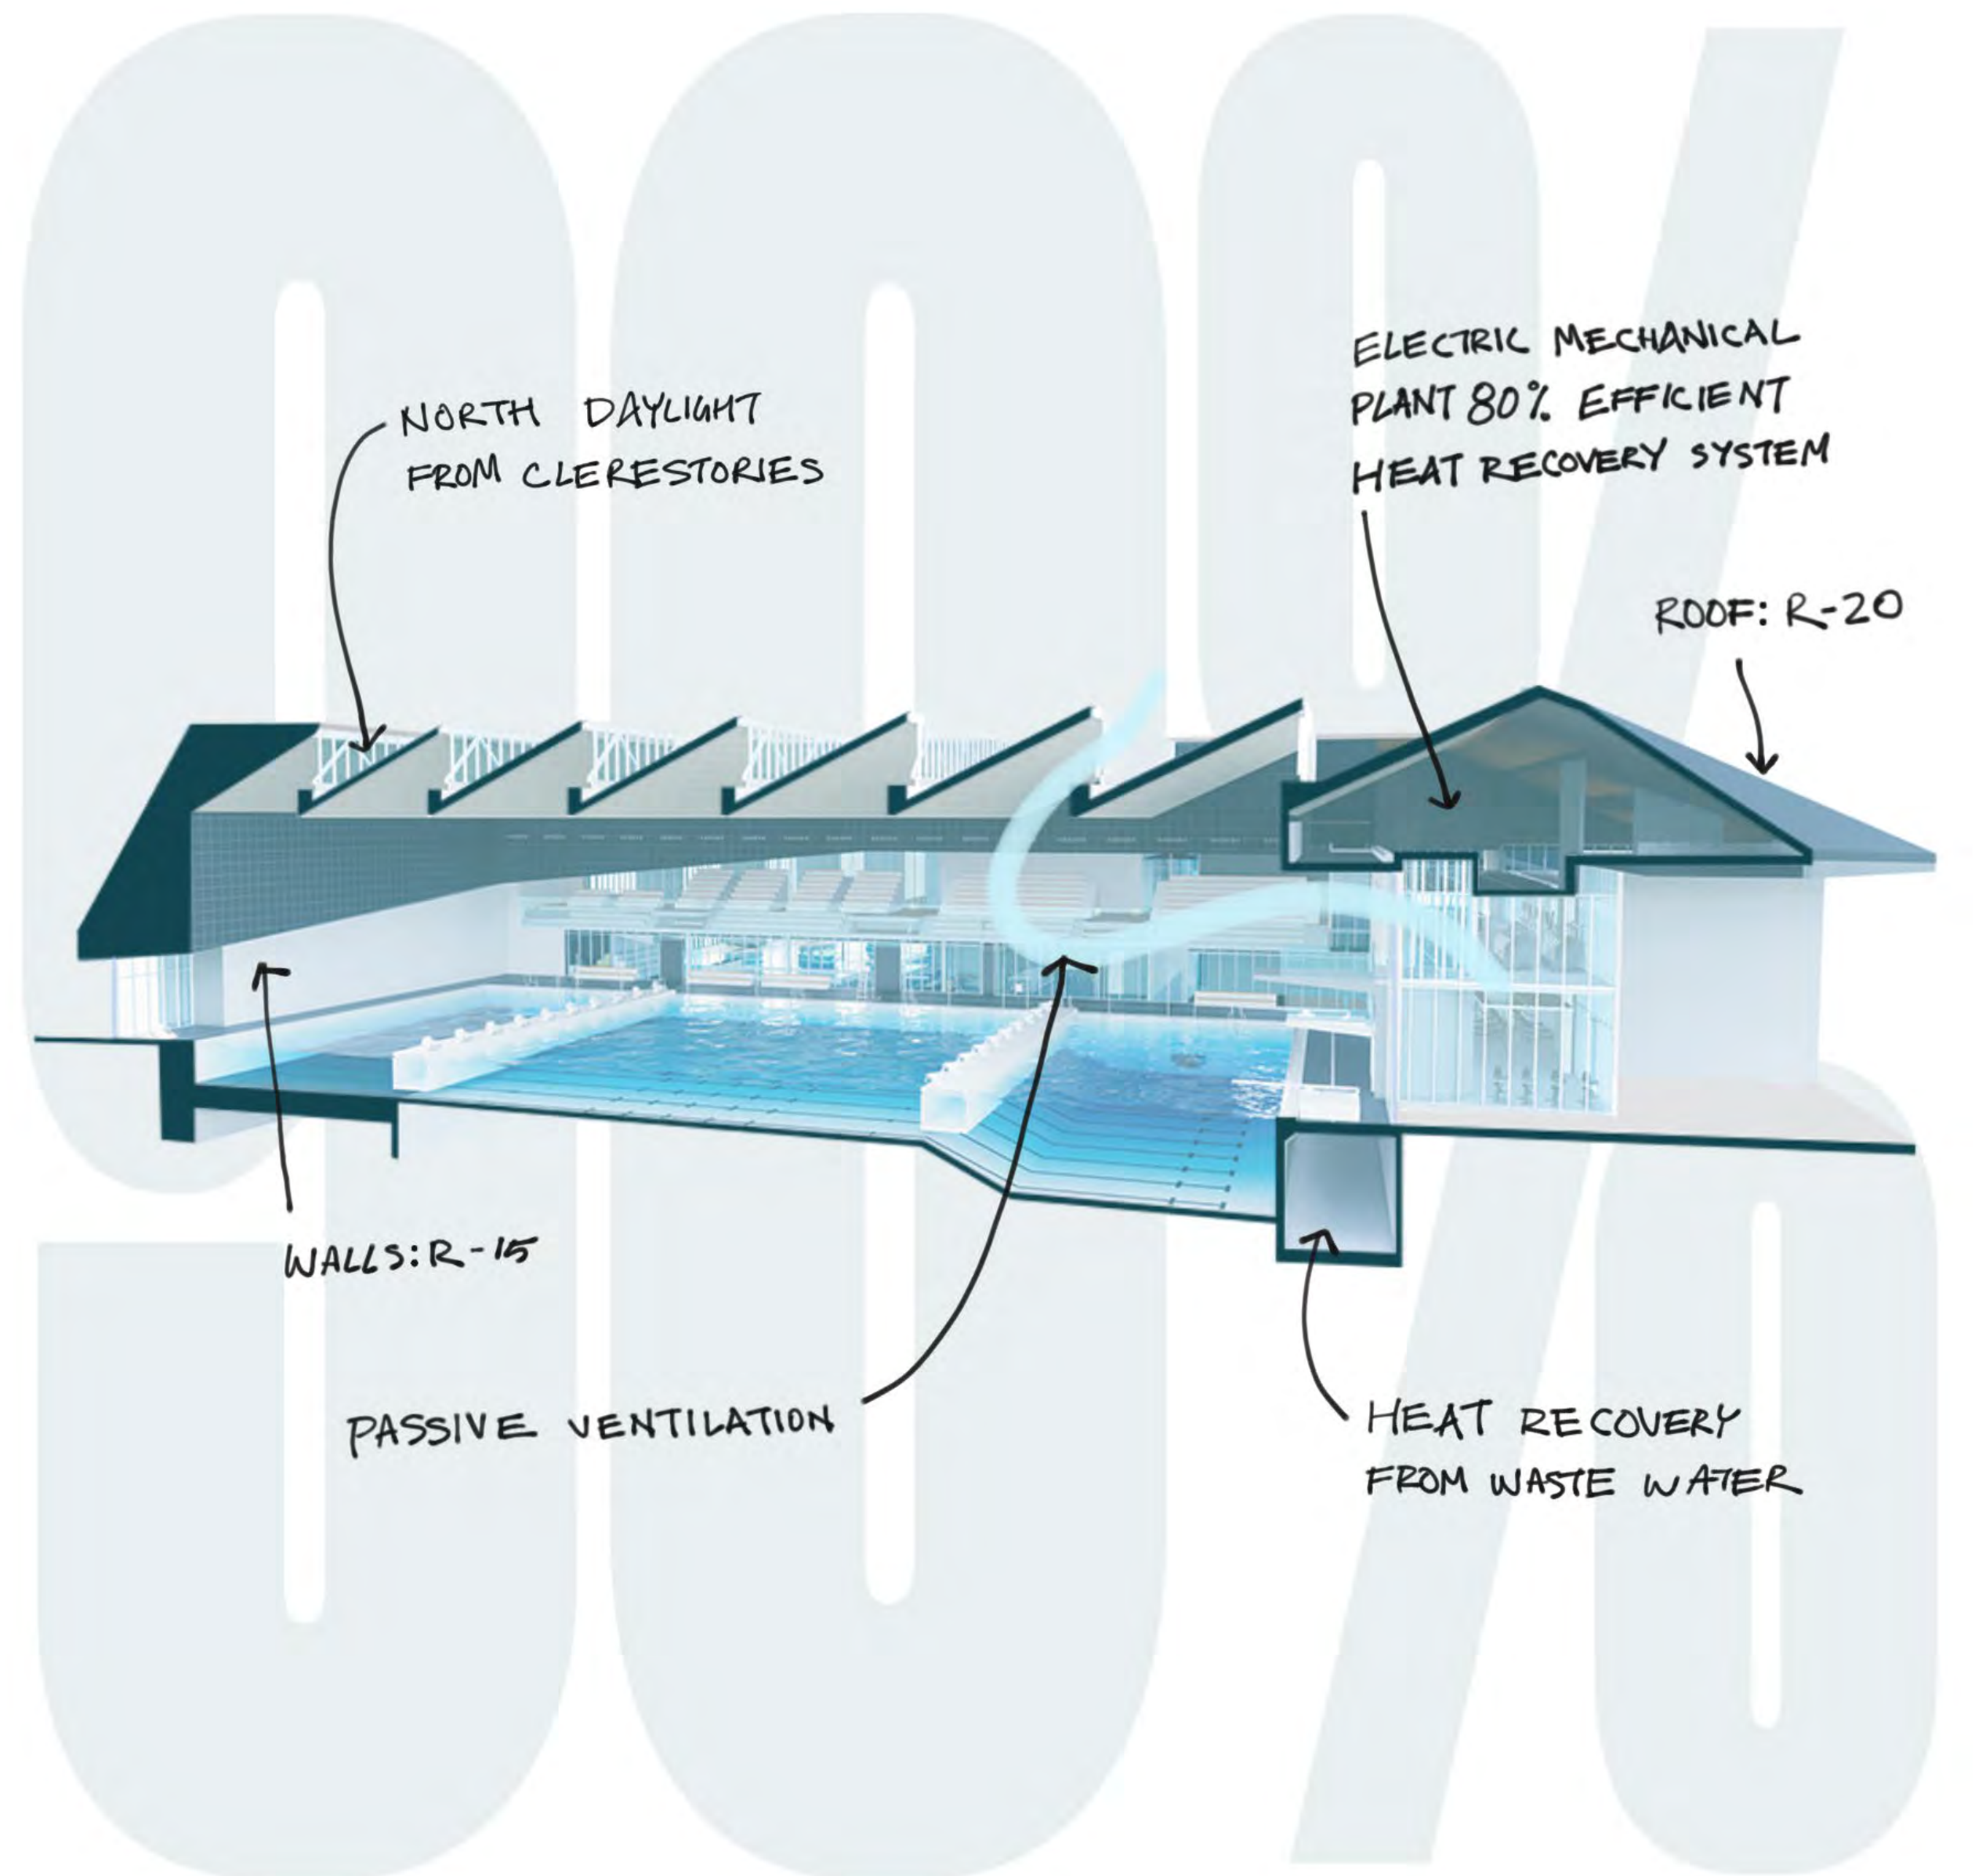 90%
NORTH DAYLIGHT
FROM CLERESTORIES
ELECTRIC MECHANICAL
PLANT 80% EFFICIENT
HEAT RECOVERY SYSTEM
ROOF: R-20
WALLS: R-15
PASSIVE VENTILATION
HEAT RECOVERY
FROM WASTE WATER